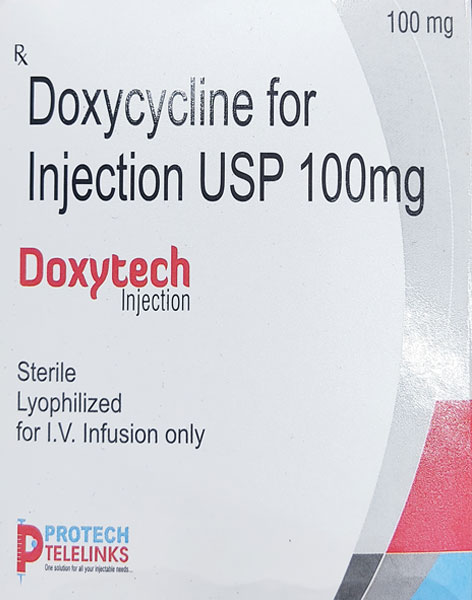 100 mg
Rx
Doxycycline for
Injection USP 100mg
Doxytech
Injection
Sterile
Lyophilized
for I.V. Infusion only
PROTECH
TELELINKS
One solution for all your injectable needs...